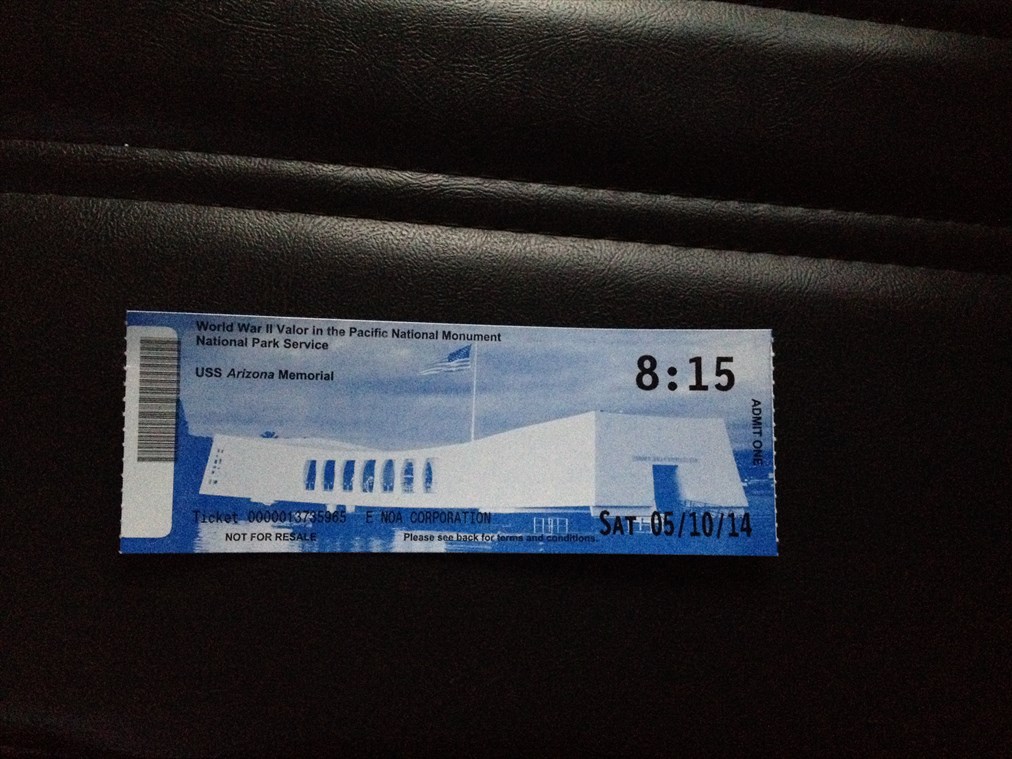 World War II Valor in the Pacific National Monument
National Park Service
USS Arizona Memorial
8:15
ADMIT ONE
Ticket 0000013735965 E NOA CORPORATION
SAT 05/10/14
NOT FOR RESALE
Please see back for terms and conditions.